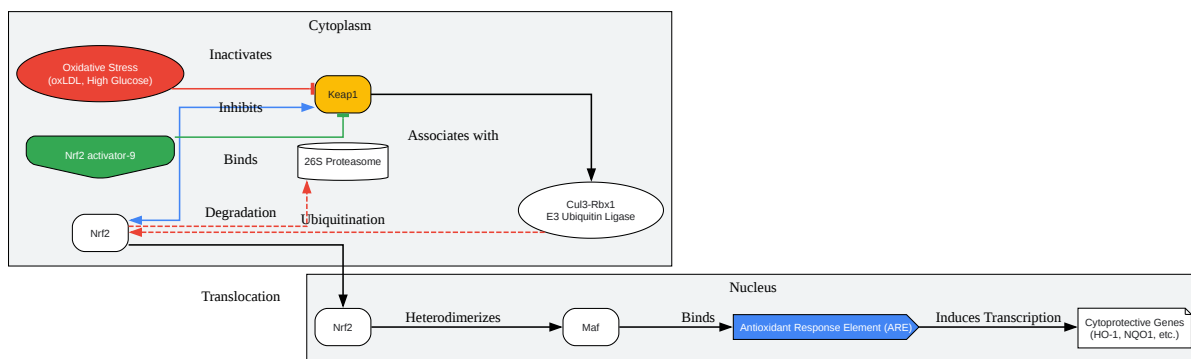 Cytoplasm
Inactivates
Oxidative Stress
(oxLDL, High Glucose)
Keap1
Inhibits
Associates with
Nrf2 activator-9
Binds
26S Proteasome
Degradation
Ubiquitination
Cul3-Rbx1
E3 Ubiquitin Ligase
Nrf2
Translocation
Nucleus
Nrf2
Heterodimerizes
Maf
Binds
Antioxidant Response Element (ARE)
Induces Transcription
Cytoprotective Genes
(HO-1, NQO1, etc.)